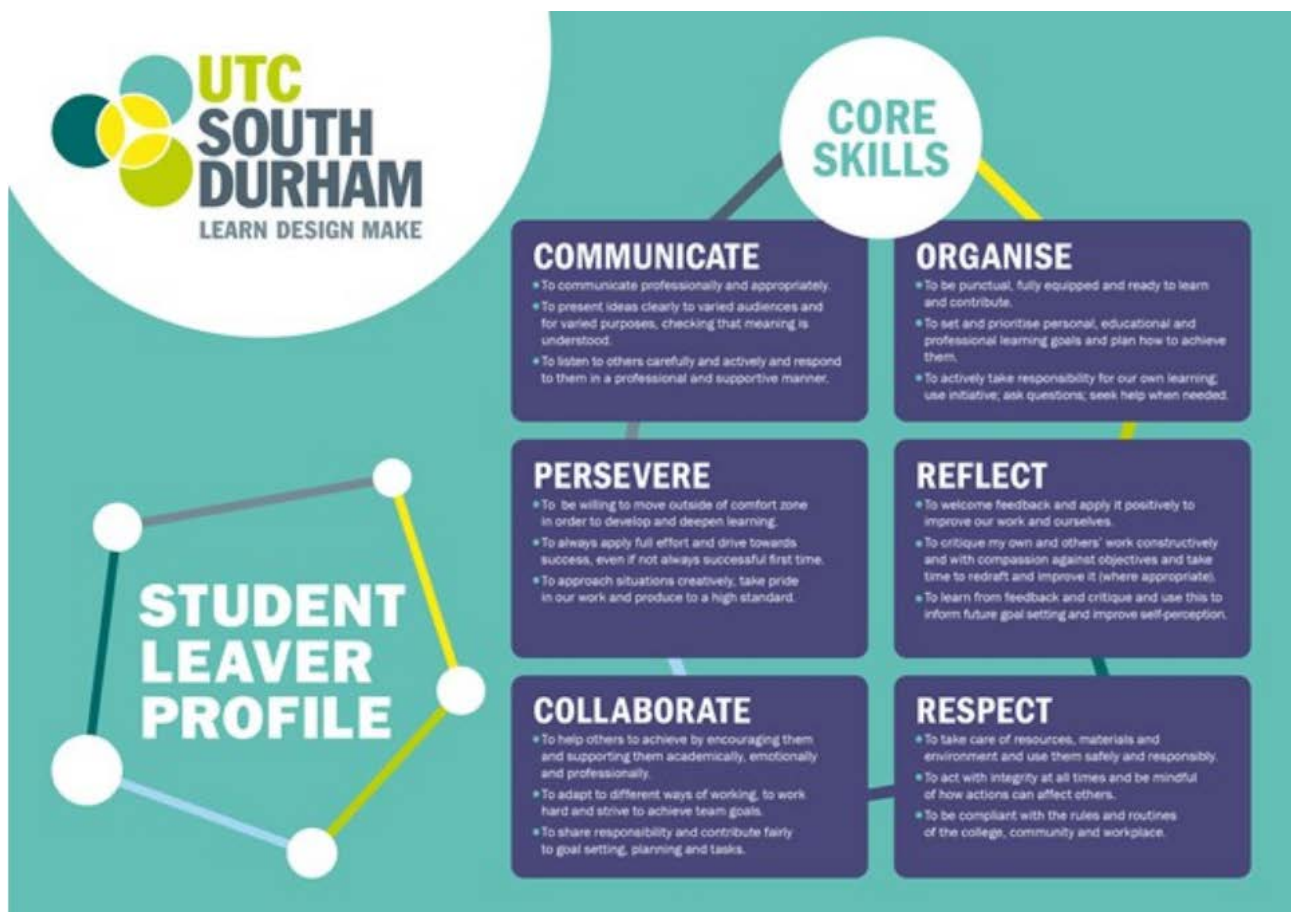 UTC
SOUTH
DURHAM
LEARN DESIGN MAKE
STUDENT
LEAVER
PROFILE
CORE
SKILLS
COMMUNICATE
• To communicate professionally and appropriately.
• To present ideas clearly to varied audiences and
for varied purposes, checking that meaning is
understood.
• To listen to others carefully and actively and respond
to them in a professional and supportive manner.
ORGANISE
• To be punctual, fully equipped and ready to learn
and contribute.
• To set and prioritise personal, educational and
professional learning goals and plan how to achieve
them.
• To actively take responsibility for our own learning;
use initiative; ask questions; seek help when needed.
PERSEVERE
• To be willing to move outside of comfort zone
in order to develop and deepen learning.
• To always apply full effort and drive towards
success, even if not always successful first time.
• To approach situations creatively, take pride
in our work and produce to a high standard.
REFLECT
• To welcome feedback and apply it positively to
improve our work and ourselves.
• To critique my own and others' work constructively
and with compassion against objectives and take
time to redraft and improve it (where appropriate).
• To learn from feedback and critique and use this to
inform future goal setting and improve self-perception.
COLLABORATE
• To help others to achieve by encouraging them
and supporting them academically, emotionally
and professionally.
• To adapt to different ways of working, to work
hard and strive to achieve team goals.
• To share responsibility and contribute fairly
to goal setting, planning and tasks.
RESPECT
• To take care of resources, materials and
environment and use them safely and responsibly.
• To act with integrity at all times and be mindful
of how actions can affect others.
• To be compliant with the rules and routines
of the college, community and workplace.